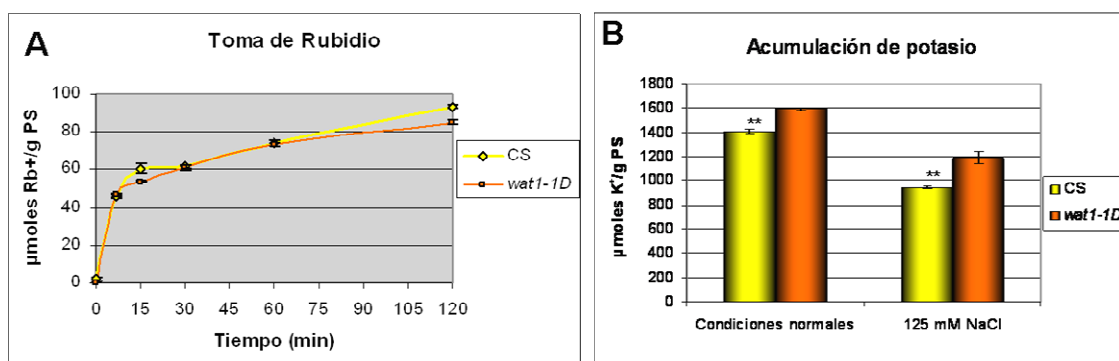 A
Toma de Rubidio
µmoles Rb+/g PS
100
80
60
40
20
0
0 15 30 45 60 75 90 105 120
Tiempo (min)
CS
wat1-1D
B
Acumulación de potasio
µmoles K+/g PS
1800
1600
1400
1200
1000
800
600
400
200
0
**
**
Condiciones normales
125 mM NaCl
CS
wat1-1D